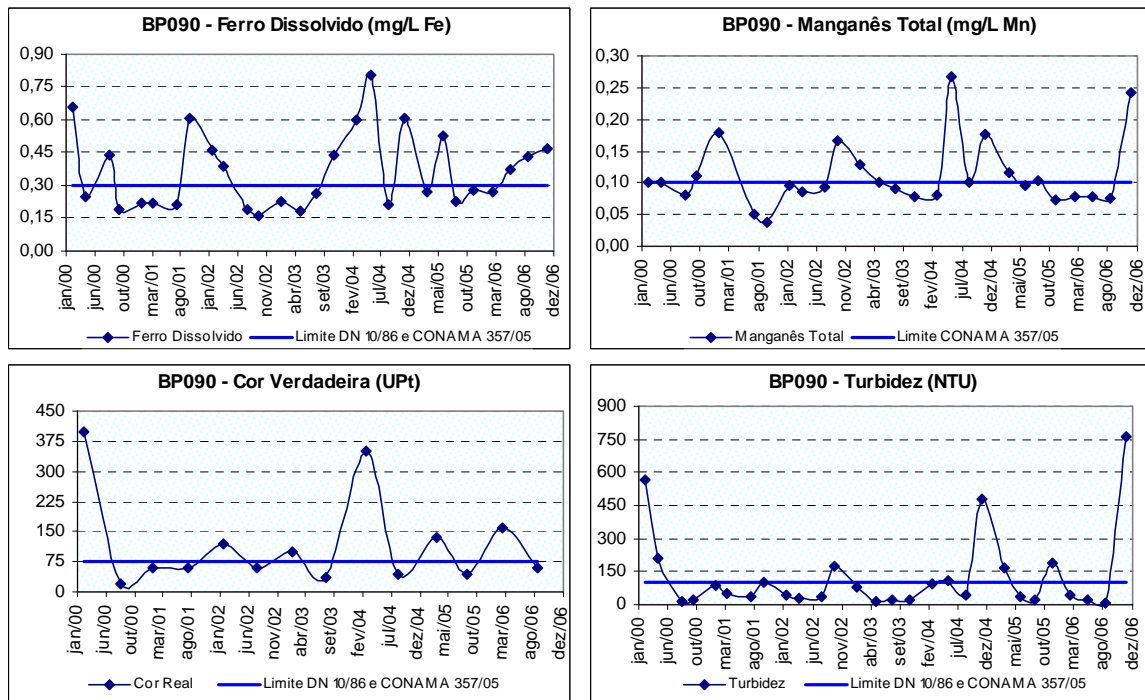 BP090 - Ferro Dissolvido (mg/L Fe)
0,90
0,75
0,60
0,45
0,30
0,15
0,00
jan/00
jun/00
out/00
mar/01
ago/01
jan/02
jun/02
nov/02
abr/03
set/03
fev/04
jul/04
dez/04
mai/05
out/05
mar/06
ago/06
dez/06
Ferro Dissolvido Limite DN 10/86 e CONAMA 357/05
BP090 - Manganês Total (mg/L Mn)
0,30
0,25
0,20
0,15
0,10
0,05
0,00
jan/00
jun/00
out/00
mar/01
ago/01
jan/02
jun/02
nov/02
abr/03
set/03
fev/04
jul/04
dez/04
mai/05
out/05
mar/06
ago/06
dez/06
Manganês Total Limite CONAMA 357/05
BP090 - Cor Verdadeira (UPt)
450
375
300
225
150
75
0
jan/00
jun/00
out/00
mar/01
ago/01
jan/02
jun/02
nov/02
abr/03
set/03
fev/04
jul/04
dez/04
mai/05
out/05
mar/06
ago/06
dez/06
Cor Real Limite DN 10/86 e CONAMA 357/05
BP090 - Turbidez (NTU)
900
750
600
450
300
150
0
jan/00
jun/00
out/00
mar/01
ago/01
jan/02
jun/02
nov/02
abr/03
set/03
fev/04
jul/04
dez/04
mai/05
out/05
mar/06
ago/06
dez/06
Turbidez Limite DN 10/86 e CONAMA 357/05